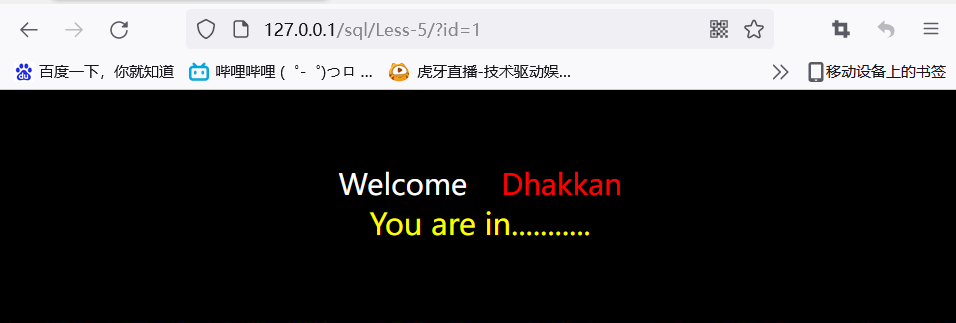 127.0.0.1/sql/Less-5/?id=1
百度一下，你就知道 哔哩哔哩 ( ゜- ゜)つロ ... 虎牙直播-技术驱动娱... 移动设备上的书签
Welcome Dhakkan
You are in...........